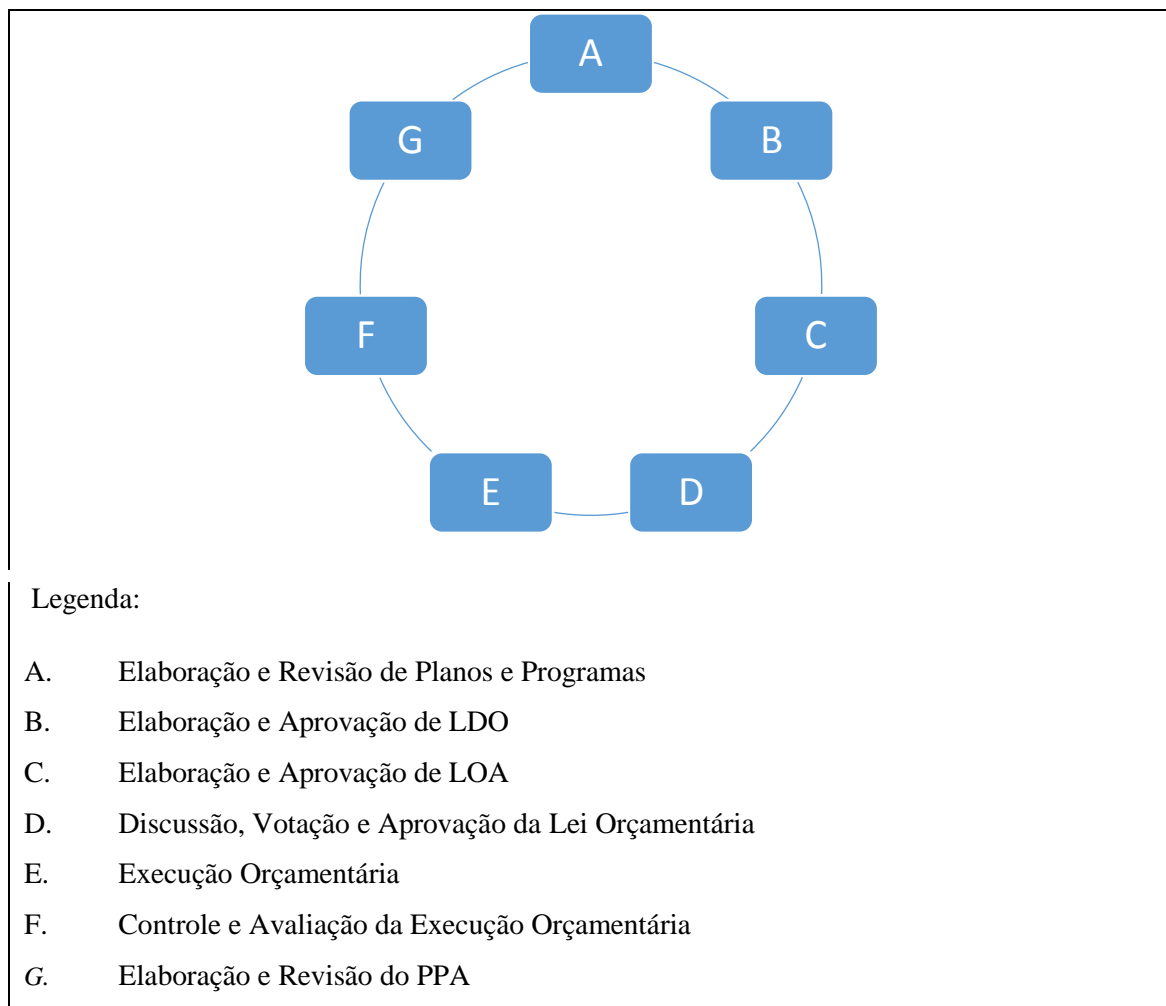 A
G
B
F
C
E
D
Legenda:
A. Elaboração e Revisão de Planos e Programas
B. Elaboração e Aprovação de LDO
C. Elaboração e Aprovação de LOA
D. Discussão, Votação e Aprovação da Lei Orçamentária
E. Execução Orçamentária
F. Controle e Avaliação da Execução Orçamentária
G. Elaboração e Revisão do PPA